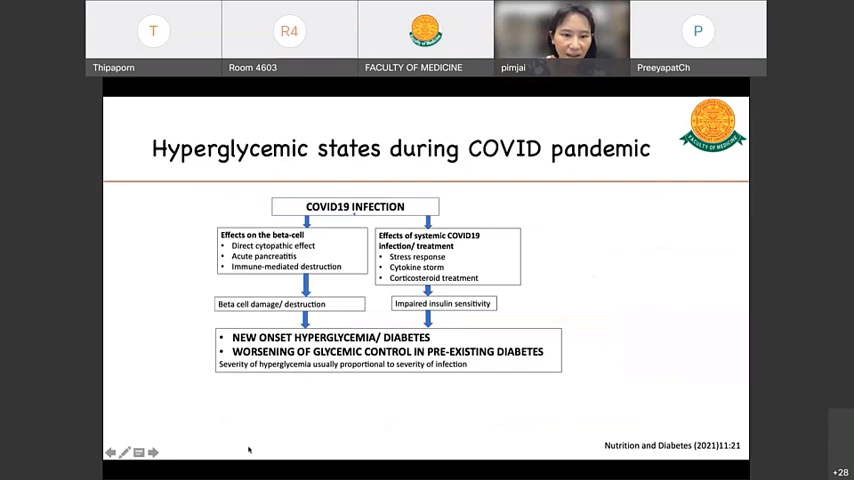 T
R4
P
Thipaporn
Room 4603
FACULTY OF MEDICINE
pimjai
PreeyapatCh
FACULTY OF MEDICINE
Hyperglycemic states during COVID pandemic
COVID19 INFECTION
Effects on the beta-cell
• Direct cytopathic effect
• Acute pancreatitis
• Immune-mediated destruction
Effects of systemic COVID19
infection/ treatment
• Stress response
• Cytokine storm
• Corticosteroid treatment
Beta cell damage/ destruction
Impaired insulin sensitivity
• NEW ONSET HYPERGLYCEMIA/ DIABETES
• WORSENING OF GLYCEMIC CONTROL IN PRE-EXISTING DIABETES
Severity of hyperglycemia usually proportional to severity of infection
Nutrition and Diabetes (2021)11:21
+28